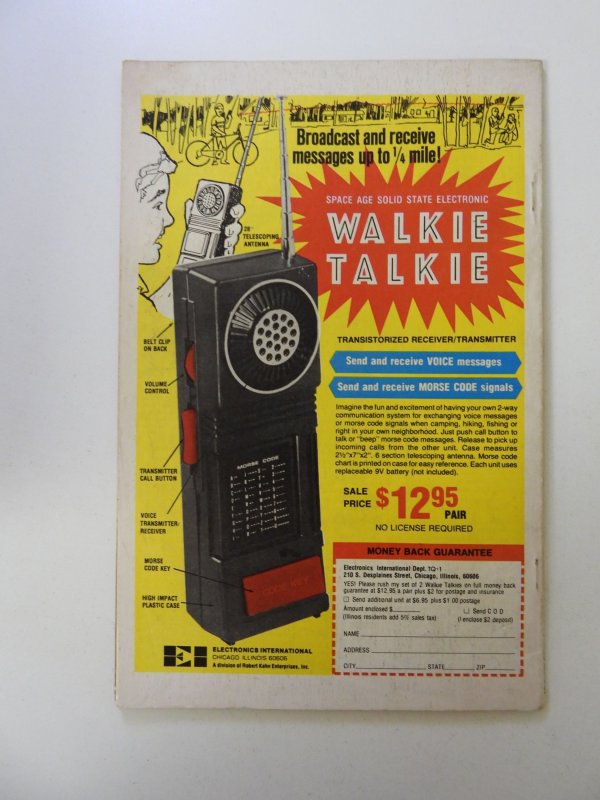 Broadcast and receive
messages up to 1/4 mile!
SPACE AGE SOLID STATE ELECTRONIC
WALKIE
TALKIE
28"
TELESCOPING
ANTENNA
BELT CLIP
ON BACK
VOLUME
CONTROL
TRANSMITTER
CALL BUTTON
VOICE
TRANSMITTER/
RECEIVER
MORSE
CODE KEY
HIGH IMPACT
PLASTIC CASE
MORSE CODE
CODE KEY
TRANSISTORIZED RECEIVER/TRANSMITTER
Send and receive VOICE messages
Send and receive MORSE CODE signals
Imagine the fun and excitement of having your own 2-way
communication system for exchanging voice messages
or morse code signals when camping, hiking, fishing or
right in your own neighborhood. Just push call button to
talk or "beep" morse code messages. Release to pick up
incoming calls from the other unit. Case measures
2½"x7"x2". 6 section telescoping antenna. Morse code
chart is printed on case for easy reference. Each unit uses
replaceable 9V battery (not included).
SALE
PRICE $12.95
PAIR
NO LICENSE REQUIRED
MONEY BACK GUARANTEE
Electronics International Dept. TQ-1
210 S. Desplaines Street, Chicago, Illinois, 60606
YES! Please rush my set of 2 Walkie Talkies on full money back
guarantee at $12.95 a pair plus $2 for postage and insurance
□ Send additional unit at $6.95 plus $1.00 postage
Amount enclosed $ □ Send C O D
(Illinois residents add 5% sales tax) (I enclose $2 deposit)
NAME
ADDRESS
CITY STATE ZIP
EI ELECTRONICS INTERNATIONAL
CHICAGO ILLINOIS 60606
A division of Robert Kahn Enterprises, Inc.